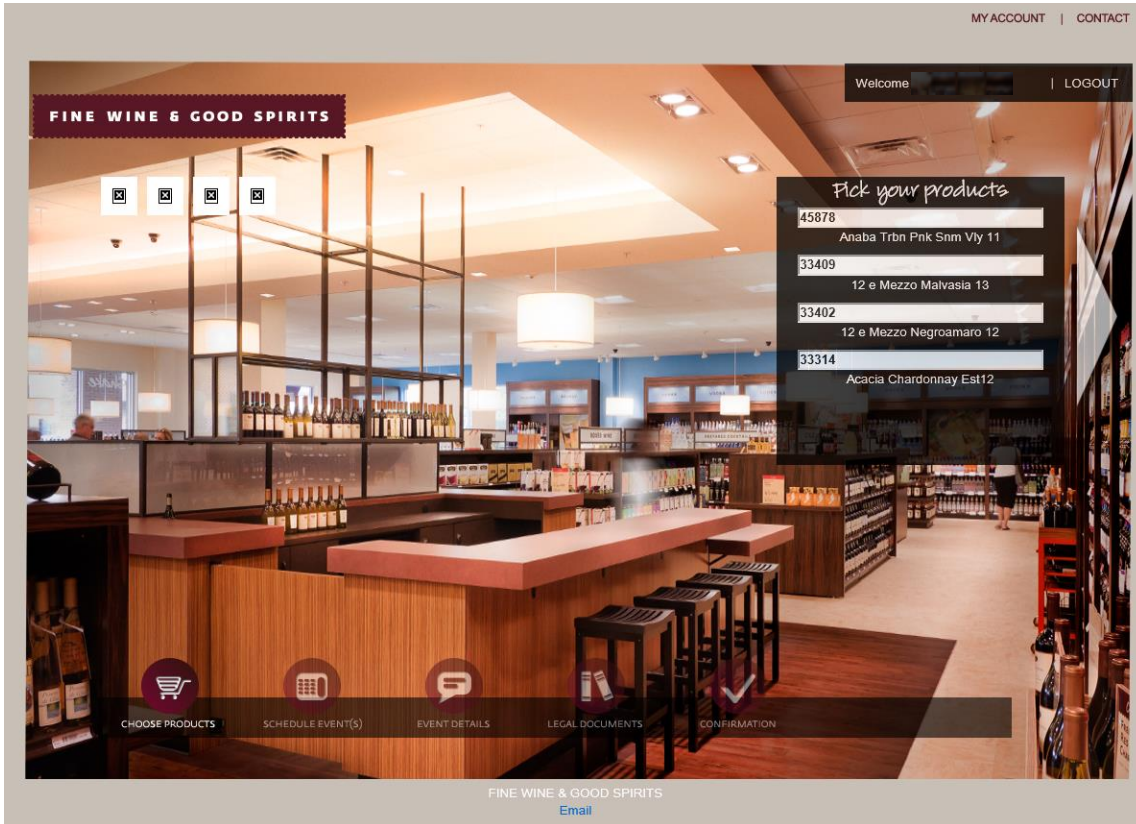 MY ACCOUNT | CONTACT
Welcome | LOGOUT
FINE WINE & GOOD SPIRITS
Pick your products
45878
Anaba Trbn Pnk Snm Vly 11
33409
12 e Mezzo Malvasia 13
33402
12 e Mezzo Negroamaro 12
33314
Acacia Chardonnay Est12
CHOOSE PRODUCTS SCHEDULE EVENT(S) EVENT DETAILS LEGAL DOCUMENTS CONFIRMATION
FINE WINE & GOOD SPIRITS
Email